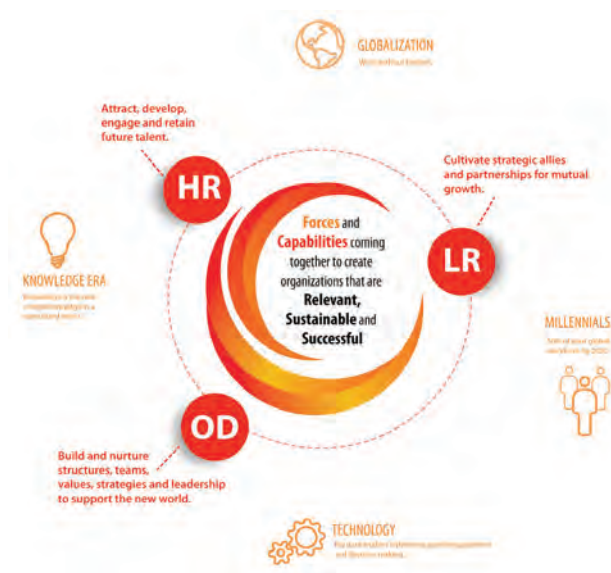 GLOBALIZATION
Attract, develop,
engage and retain
future talent.
HR
Cultivate strategic allies
and partnerships for mutual
growth.
LR
Forces and
Capabilities coming
together to create
organizations that are
Relevant,
Sustainable and
Successful
KNOWLEDGE ERA
MILLENNIALS
OD
Build and nurture
structures, teams,
values, strategies and leadership
to support the new world.
TECHNOLOGY